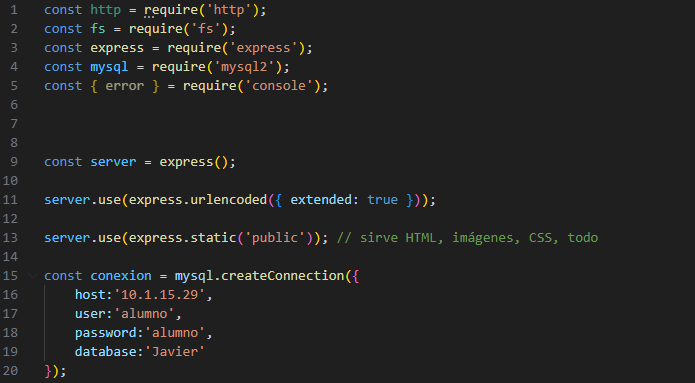 1 const http = require('http');
2 const fs = require('fs');
3 const express = require('express');
4 const mysql = require('mysql2');
5 const { error } = require('console');
6
7
8
9 const server = express();
10
11 server.use(express.urlencoded({ extended: true }));
12
13 server.use(express.static('public')); // sirve HTML, imágenes, CSS, todo
14
15 const conexion = mysql.createConnection({
16     host:'10.1.15.29',
17     user:'alumno',
18     password:'alumno',
19     database:'Javier'
20 });